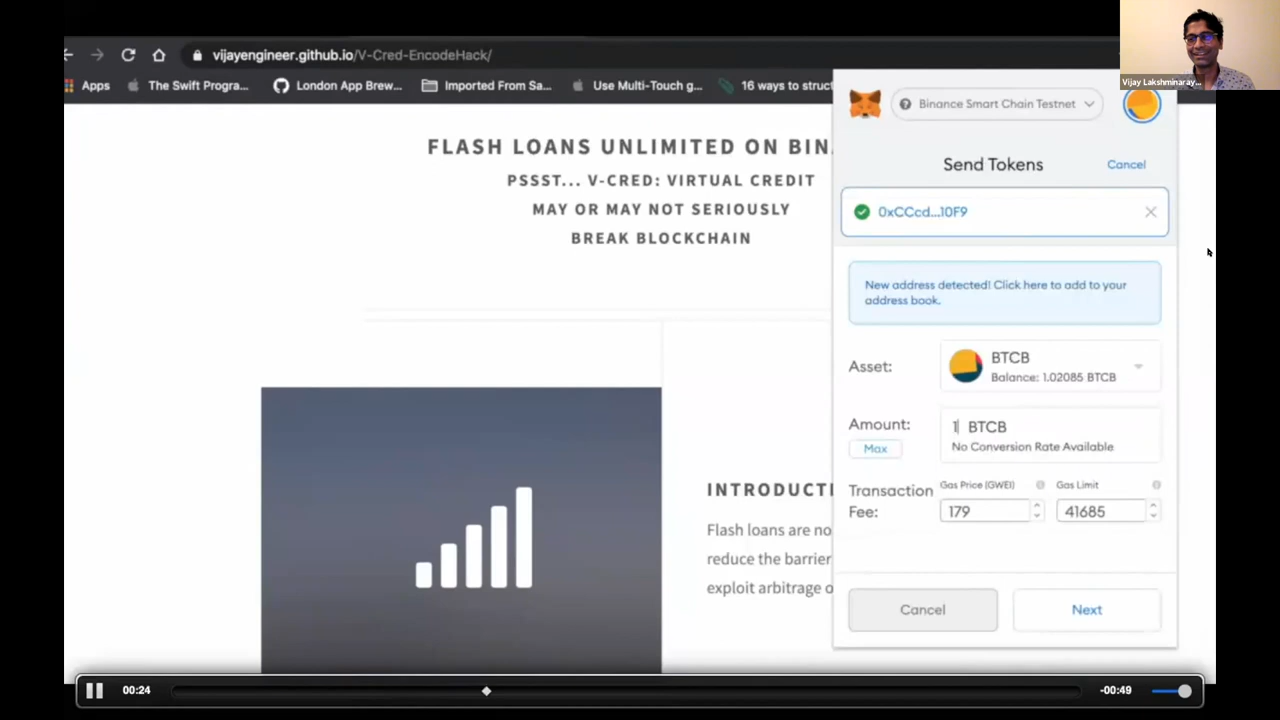 vijayengineer.github.io/V-Cred-EncodeHack/
Vijay Lakshminaray...
Apps
The Swift Progra...
London App Brew...
Imported From Sa...
Use Multi-Touch g...
16 ways to struct
Binance Smart Chain Testnet
FLASH LOANS UNLIMITED ON BIN
PSSST... V-CRED: VIRTUAL CREDIT
MAY OR MAY NOT SERIOUSLY
BREAK BLOCKCHAIN
Send Tokens
Cancel
0xCCcd...10F9
New address detected! Click here to add to your
address book.
Asset:
BTCB
Balance: 1.02085 BTCB
Amount:
Max
1 BTCB
No Conversion Rate Available
Transaction
Fee:
Gas Price (GWEI)
Gas Limit
179
41685
INTRODUCTI
Flash loans are no
reduce the barrier
exploit arbitrage o
Cancel
Next
00:24
-00:49